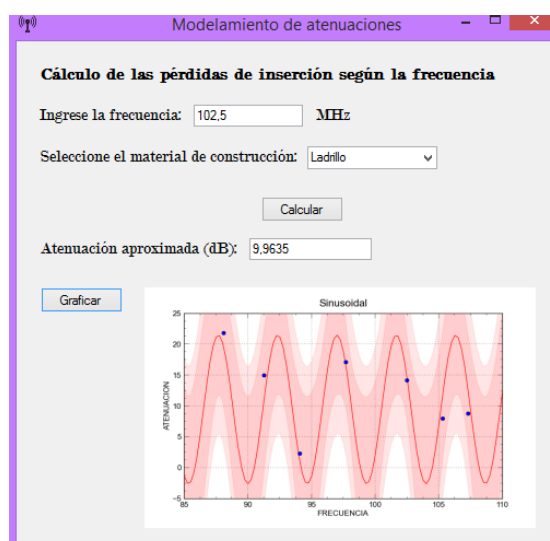 Modelamiento de atenuaciones
Cálculo de las pérdidas de inserción según la frecuencia
Ingrese la frecuencia: 102,5 MHz
Seleccione el material de construcción: Ladrillo
Calcular
Atenuación aproximada (dB): 9,9635
Graficar
Sinusoidal
25
20
15
10
5
0
−5
ATENUACION
85 90 95 100 105 110
FRECUENCIA